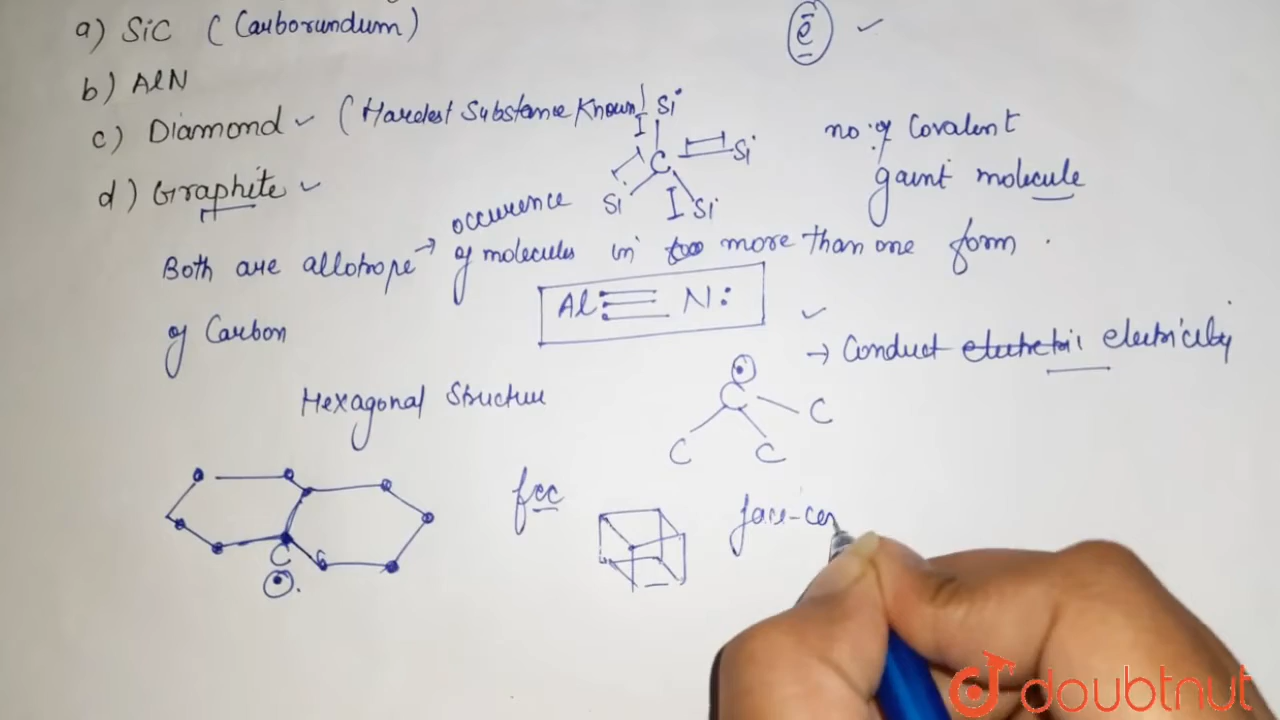 a) SiC (Carborundum)
ē
b) AlN
c) Diamond (Hardest Substance Known)
Si
C
Si
Si
Si
no. of Covalent
gaint molecule
d) Graphite
occurence
Both are allotrope → of molecules in more than one form.
of Carbon
Al N:
→ Conduct electricity
C
C
C
C
Hexagonal Structure
C
fcc
face-cen
doubtnut